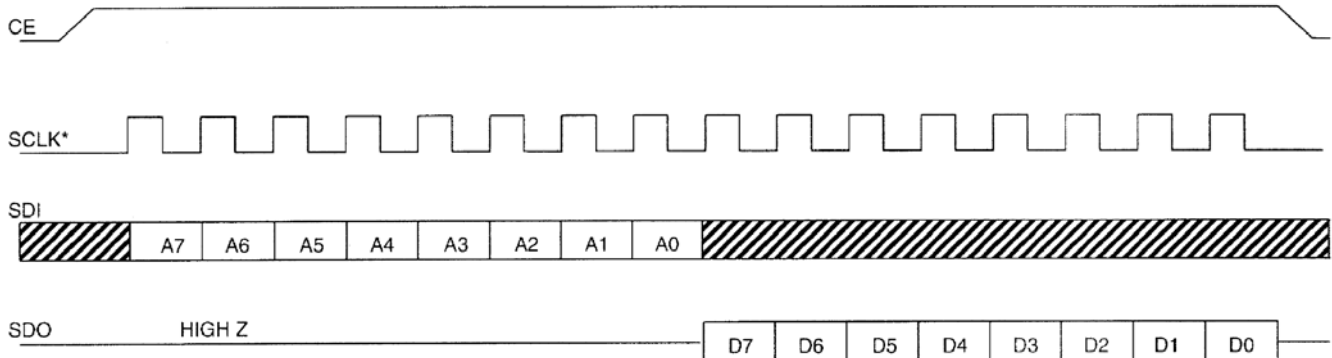 CE
SCLK*
SDI
A7 A6 A5 A4 A3 A2 A1 A0
SDO HIGH Z D7 D6 D5 D4 D3 D2 D1 D0